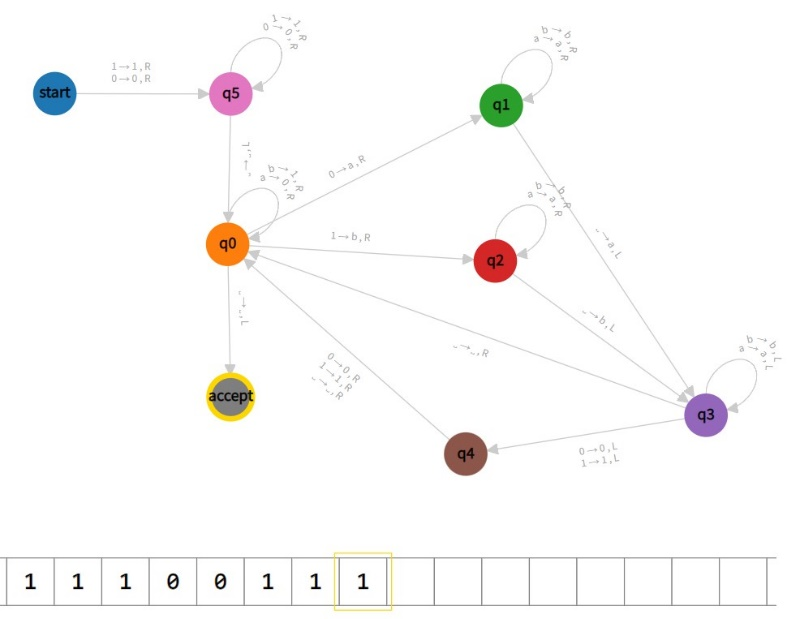 1→1,R
0→0,R
1→1,R
0→0,R
b→b,R
a→a,R
start
q5
q1
_→_,L
b→1,R
a→0,R
0→a,R
b→b,R
a→a,R
q0
1→b,R
q2
_→a,L
_→_,L
_→b,L
_→_,R
b→b,L
a→a,L
0→0,R
1→1,R
_→_,R
accept
q3
q4
0→0,L
1→1,L
1 1 1 0 0 1 1 1